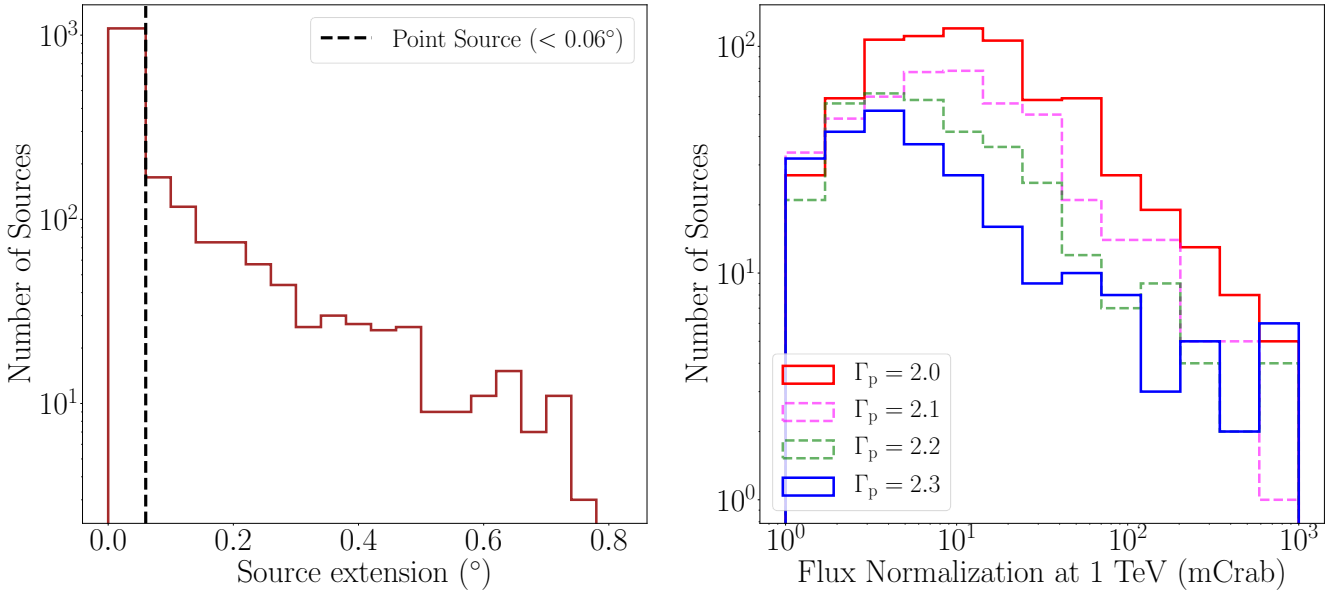 10³
10²
10¹
Number of Sources
Point Source (< 0.06°)
0.0 0.2 0.4 0.6 0.8
Source extension (°)
10²
10¹
10⁰
Number of Sources
Γₚ = 2.0
Γₚ = 2.1
Γₚ = 2.2
Γₚ = 2.3
10⁰ 10¹ 10² 10³
Flux Normalization at 1 TeV (mCrab)